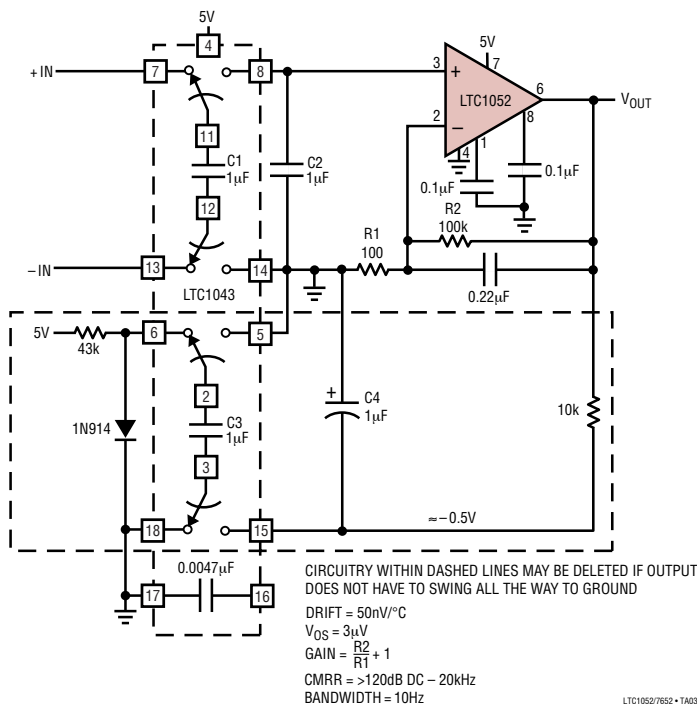 5V
4
+IN
7
8
11
C1
1µF
12
C2
1µF
−IN
13
14
LTC1043
5V
7
3
+
LTC1052
6
VOUT
2
−
4
1
8
0.1µF
0.1µF
R2
100k
R1
100
0.22µF
5V
43k
6
5
2
C3
1µF
3
1N914
+
C4
1µF
10k
18
15
≈−0.5V
0.0047µF
17
16
CIRCUITRY WITHIN DASHED LINES MAY BE DELETED IF OUTPUT
DOES NOT HAVE TO SWING ALL THE WAY TO GROUND
DRIFT = 50nV/°C
VOS = 3µV
GAIN = R2/R1 + 1
CMRR = >120dB DC – 20kHz
BANDWIDTH = 10Hz
LTC1052/7652 • TA03